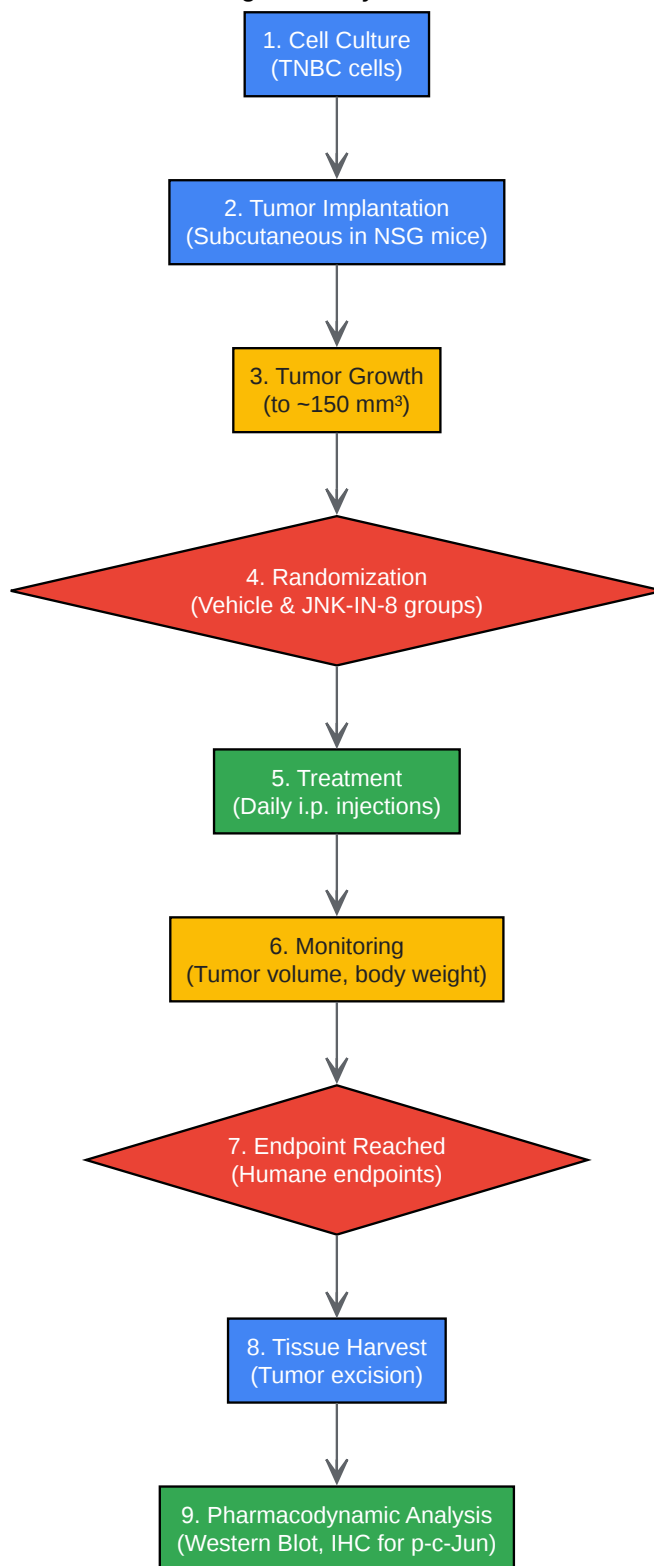 1. Cell Culture
(TNBC cells)
2. Tumor Implantation
(Subcutaneous in NSG mice)
3. Tumor Growth
(to ~150 mm³)
4. Randomization
(Vehicle & JNK-IN-8 groups)
5. Treatment
(Daily i.p. injections)
6. Monitoring
(Tumor volume, body weight)
7. Endpoint Reached
(Humane endpoints)
8. Tissue Harvest
(Tumor excision)
9. Pharmacodynamic Analysis
(Western Blot, IHC for p-c-Jun)